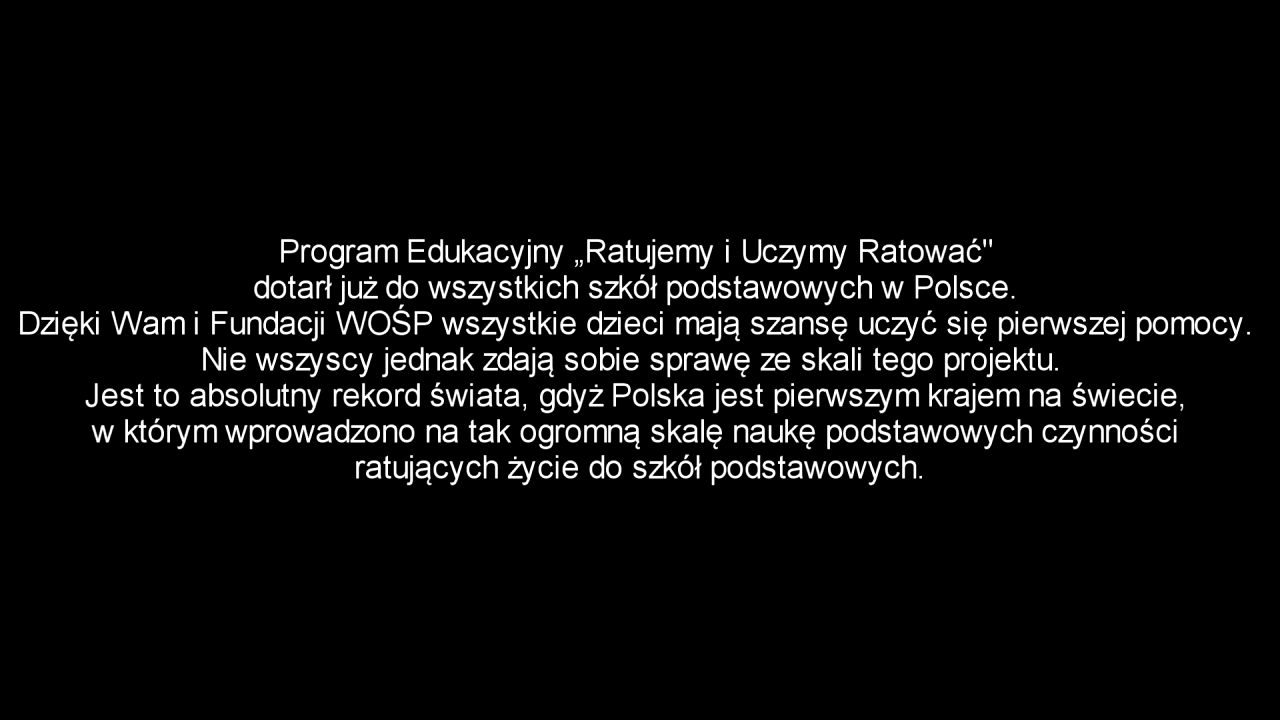 Program Edukacyjny „Ratujemy i Uczymy Ratować"
dotarł już do wszystkich szkół podstawowych w Polsce.
Dzięki Wam i Fundacji WOŚP wszystkie dzieci mają szansę uczyć się pierwszej pomocy.
Nie wszyscy jednak zdają sobie sprawę ze skali tego projektu.
Jest to absolutny rekord świata, gdyż Polska jest pierwszym krajem na świecie,
w którym wprowadzono na tak ogromną skalę naukę podstawowych czynności
ratujących życie do szkół podstawowych.